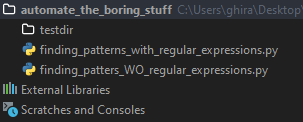 automate_the_boring_stuff C:\Users\ghira\Desktop\
testdir
finding_patterns_with_regular_expressions.py
finding_patters_WO_regular_expressions.py
External Libraries
Scratches and Consoles